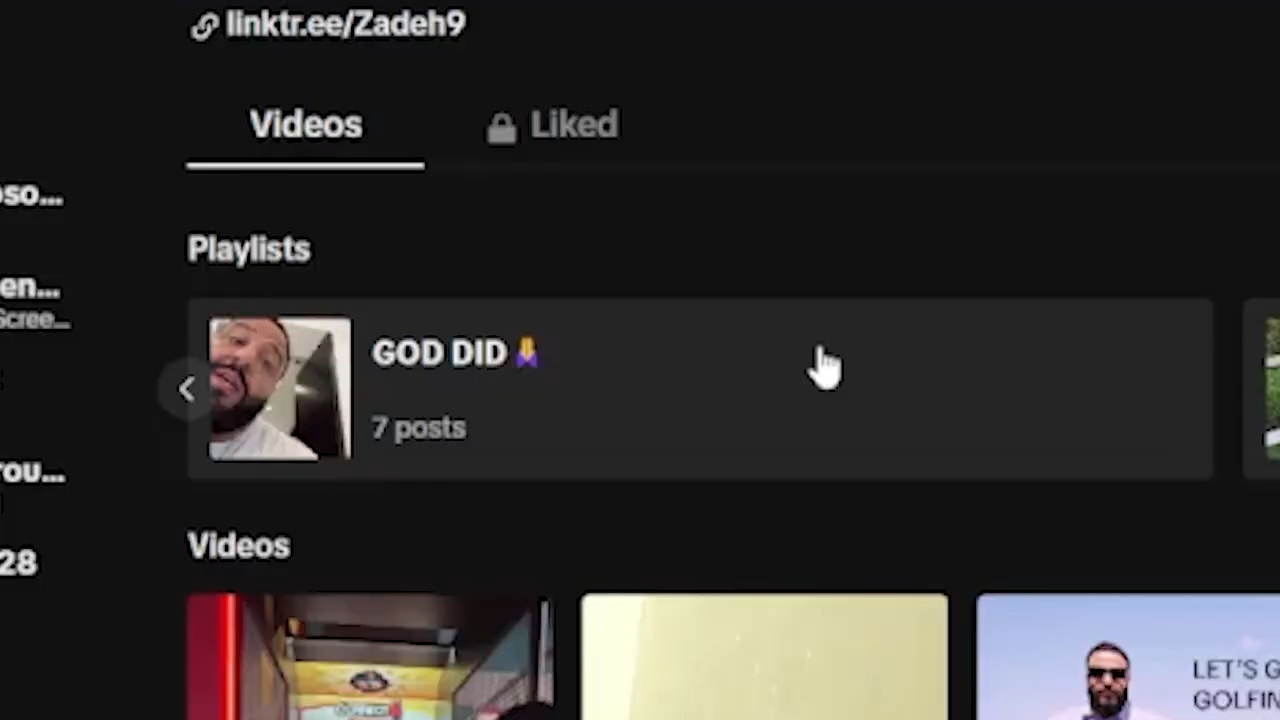 linktr.ee/Zadeh9
Videos
Liked
oso...
Playlists
en...
Scree...
GOD DID
7 posts
rou...
Videos
28
LET'S G
GOLFIN